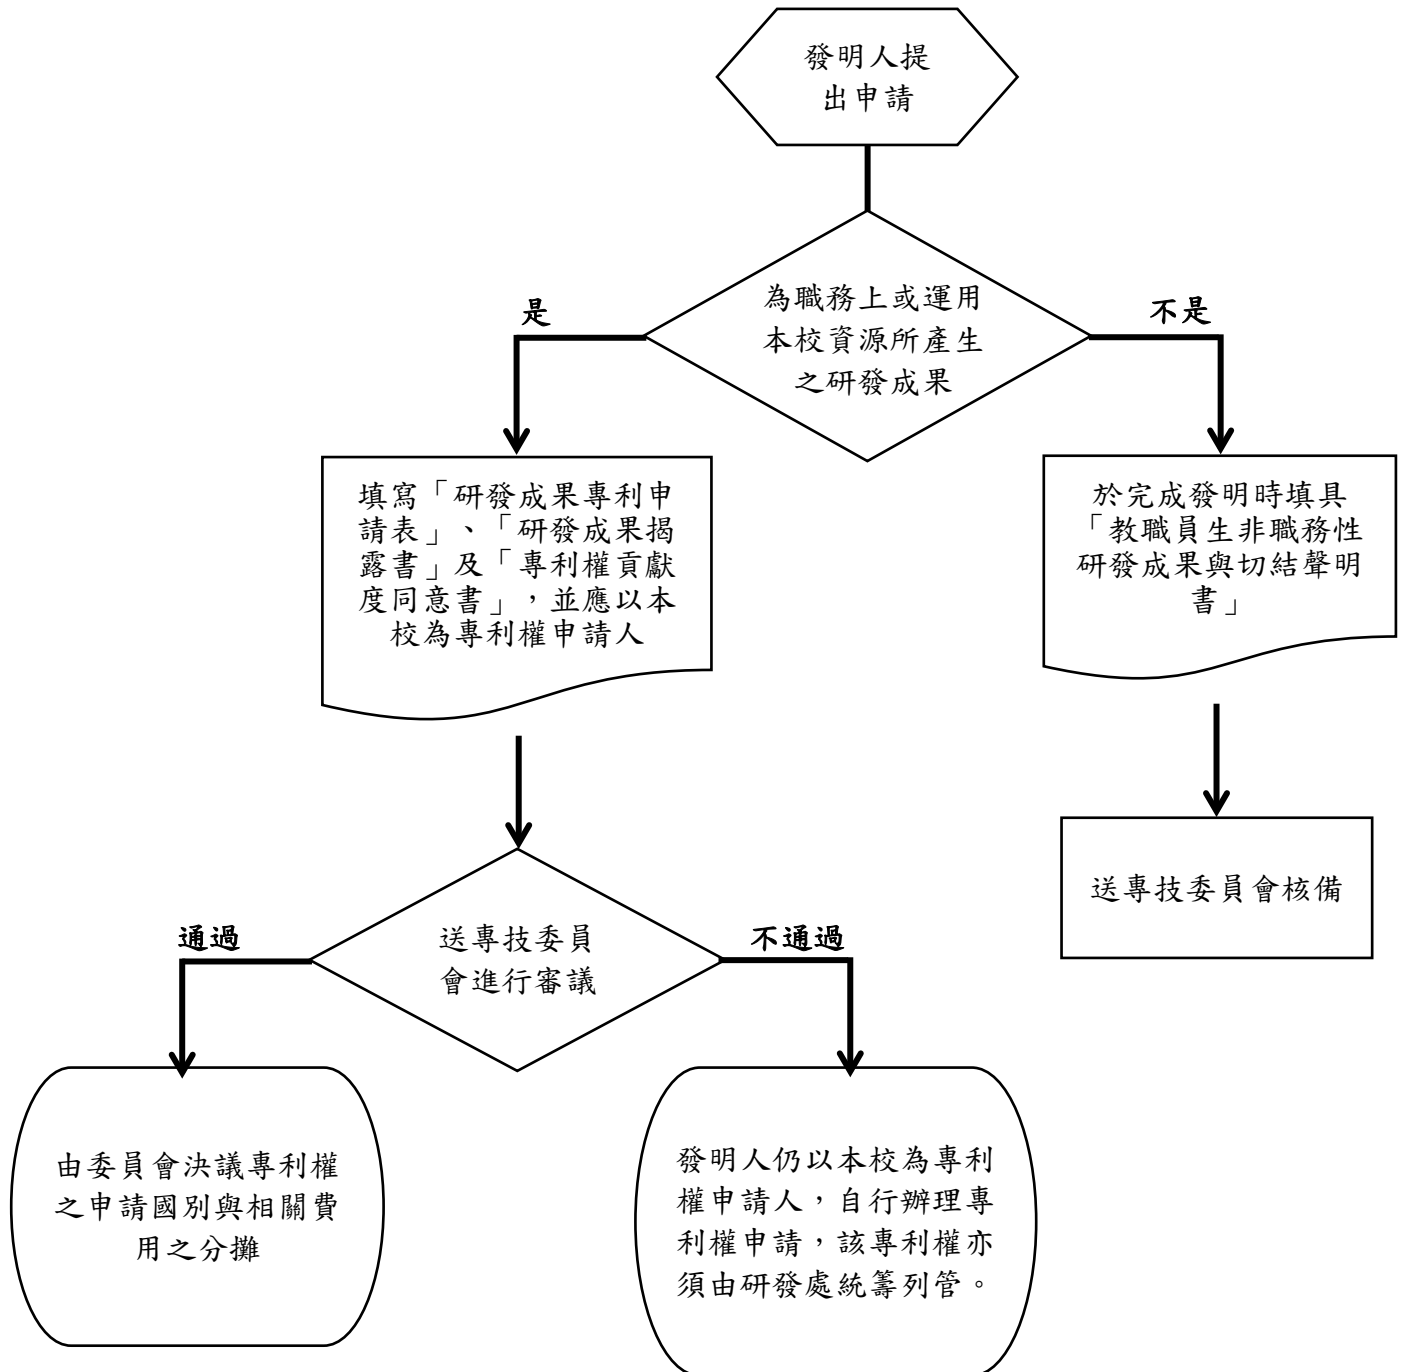 發明人提
出申請
為職務上或運用
本校資源所產生
之研發成果
是
不是
填寫「研發成果專利申
請表」、「研發成果揭
露書」及「專利權貢獻
度同意書」，並應以本
校為專利權申請人
於完成發明時填具
「教職員生非職務性
研發成果與切結聲明
書」
送專技委員
會進行審議
送專技委員會核備
通過
不通過
由委員會決議專利權
之申請國別與相關費
用之分攤
發明人仍以本校為專利
權申請人，自行辦理專
利權申請，該專利權亦
須由研發處統籌列管。